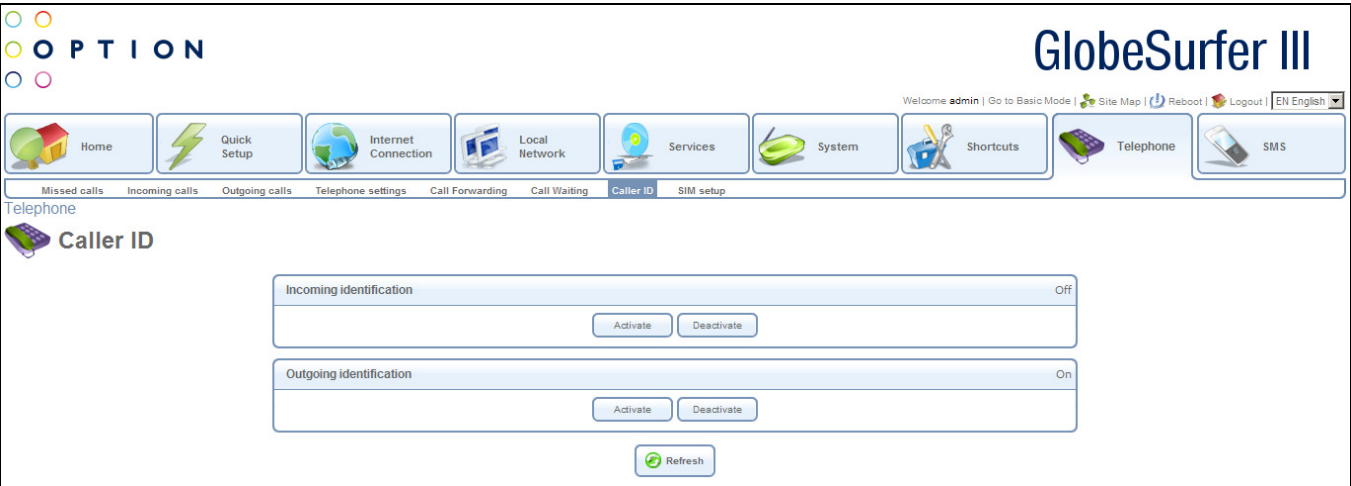 OPTION
GlobeSurfer III
Welcome admin | Go to Basic Mode | Site Map | Reboot | Logout | EN English
Home
Quick Setup
Internet Connection
Local Network
Services
System
Shortcuts
Telephone
SMS
Missed calls Incoming calls Outgoing calls Telephone settings Call Forwarding Call Waiting Caller ID SIM setup
Telephone
Caller ID
Incoming identification Off
Activate Deactivate
Outgoing identification On
Activate Deactivate
Refresh